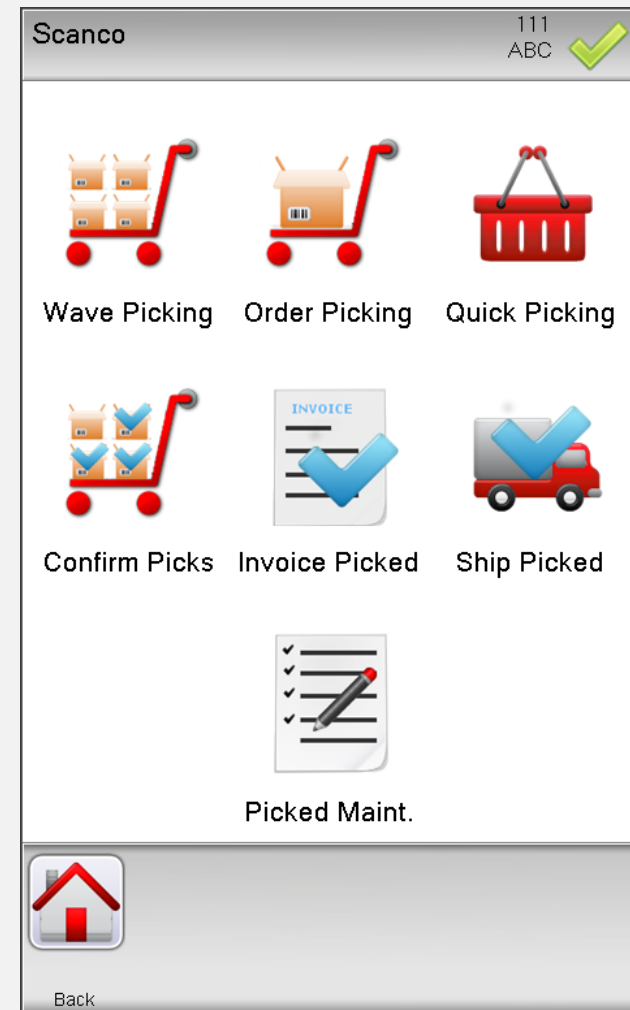 Scanco
111
ABC
Wave Picking
Order Picking
Quick Picking
INVOICE
Confirm Picks
Invoice Picked
Ship Picked
Picked Maint.
Back